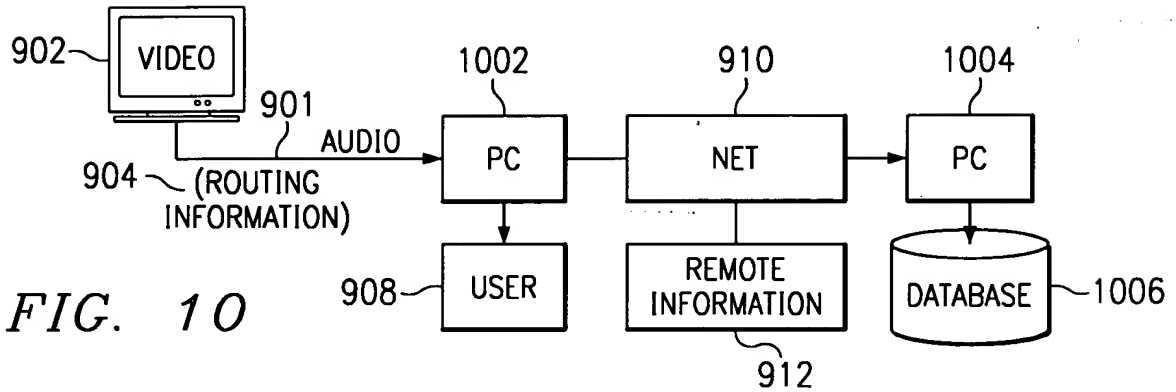 902
VIDEO
901
AUDIO
904
(ROUTING
INFORMATION)
1002
PC
910
NET
1004
PC
908
USER
REMOTE
INFORMATION
912
DATABASE
1006
FIG. 10